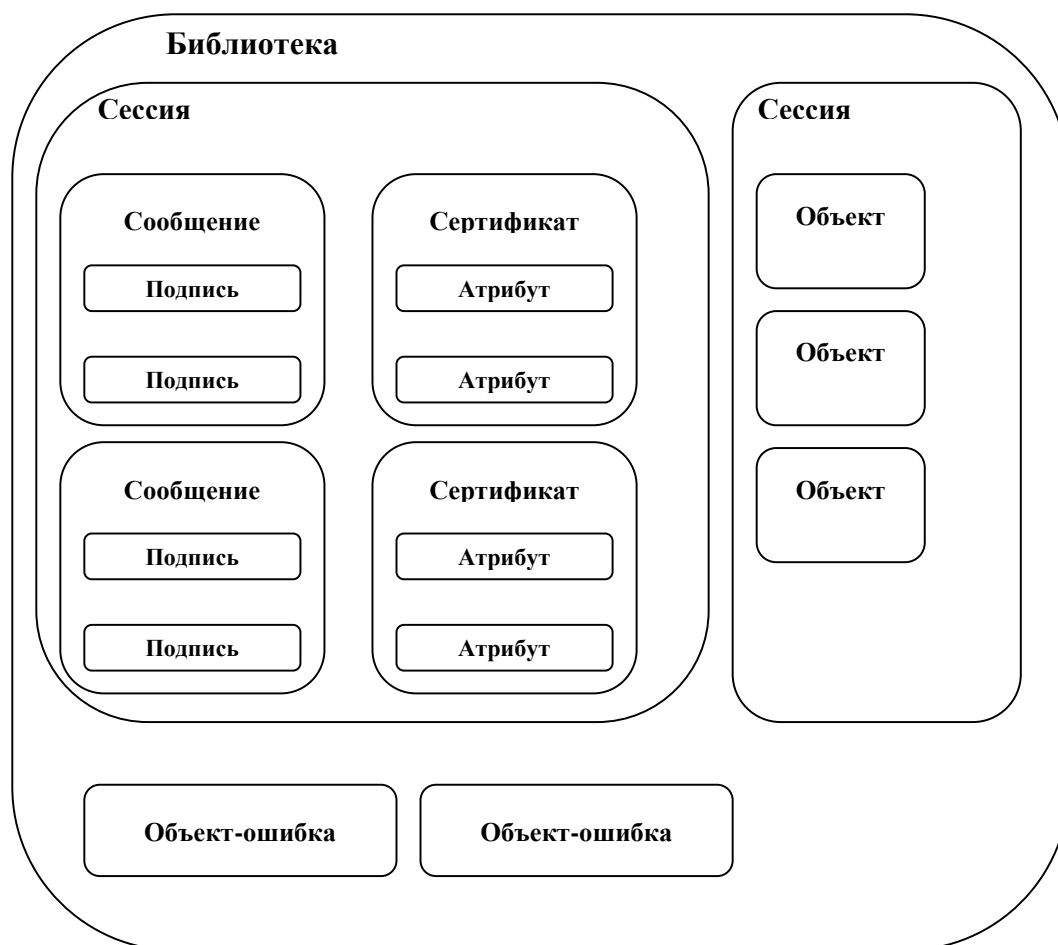 Библиотека
Сессия
Сообщение
Подпись
Подпись
Сертификат
Атрибут
Атрибут
Сообщение
Подпись
Подпись
Сертификат
Атрибут
Атрибут
Сессия
Объект
Объект
Объект
Объект-ошибка
Объект-ошибка